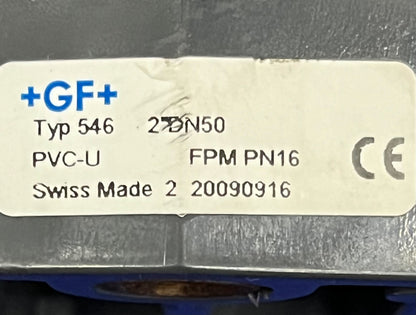 +GF+
Typ 546 2" DN50
PVC-U FPM PN16
CE
Swiss Made 2 20090916